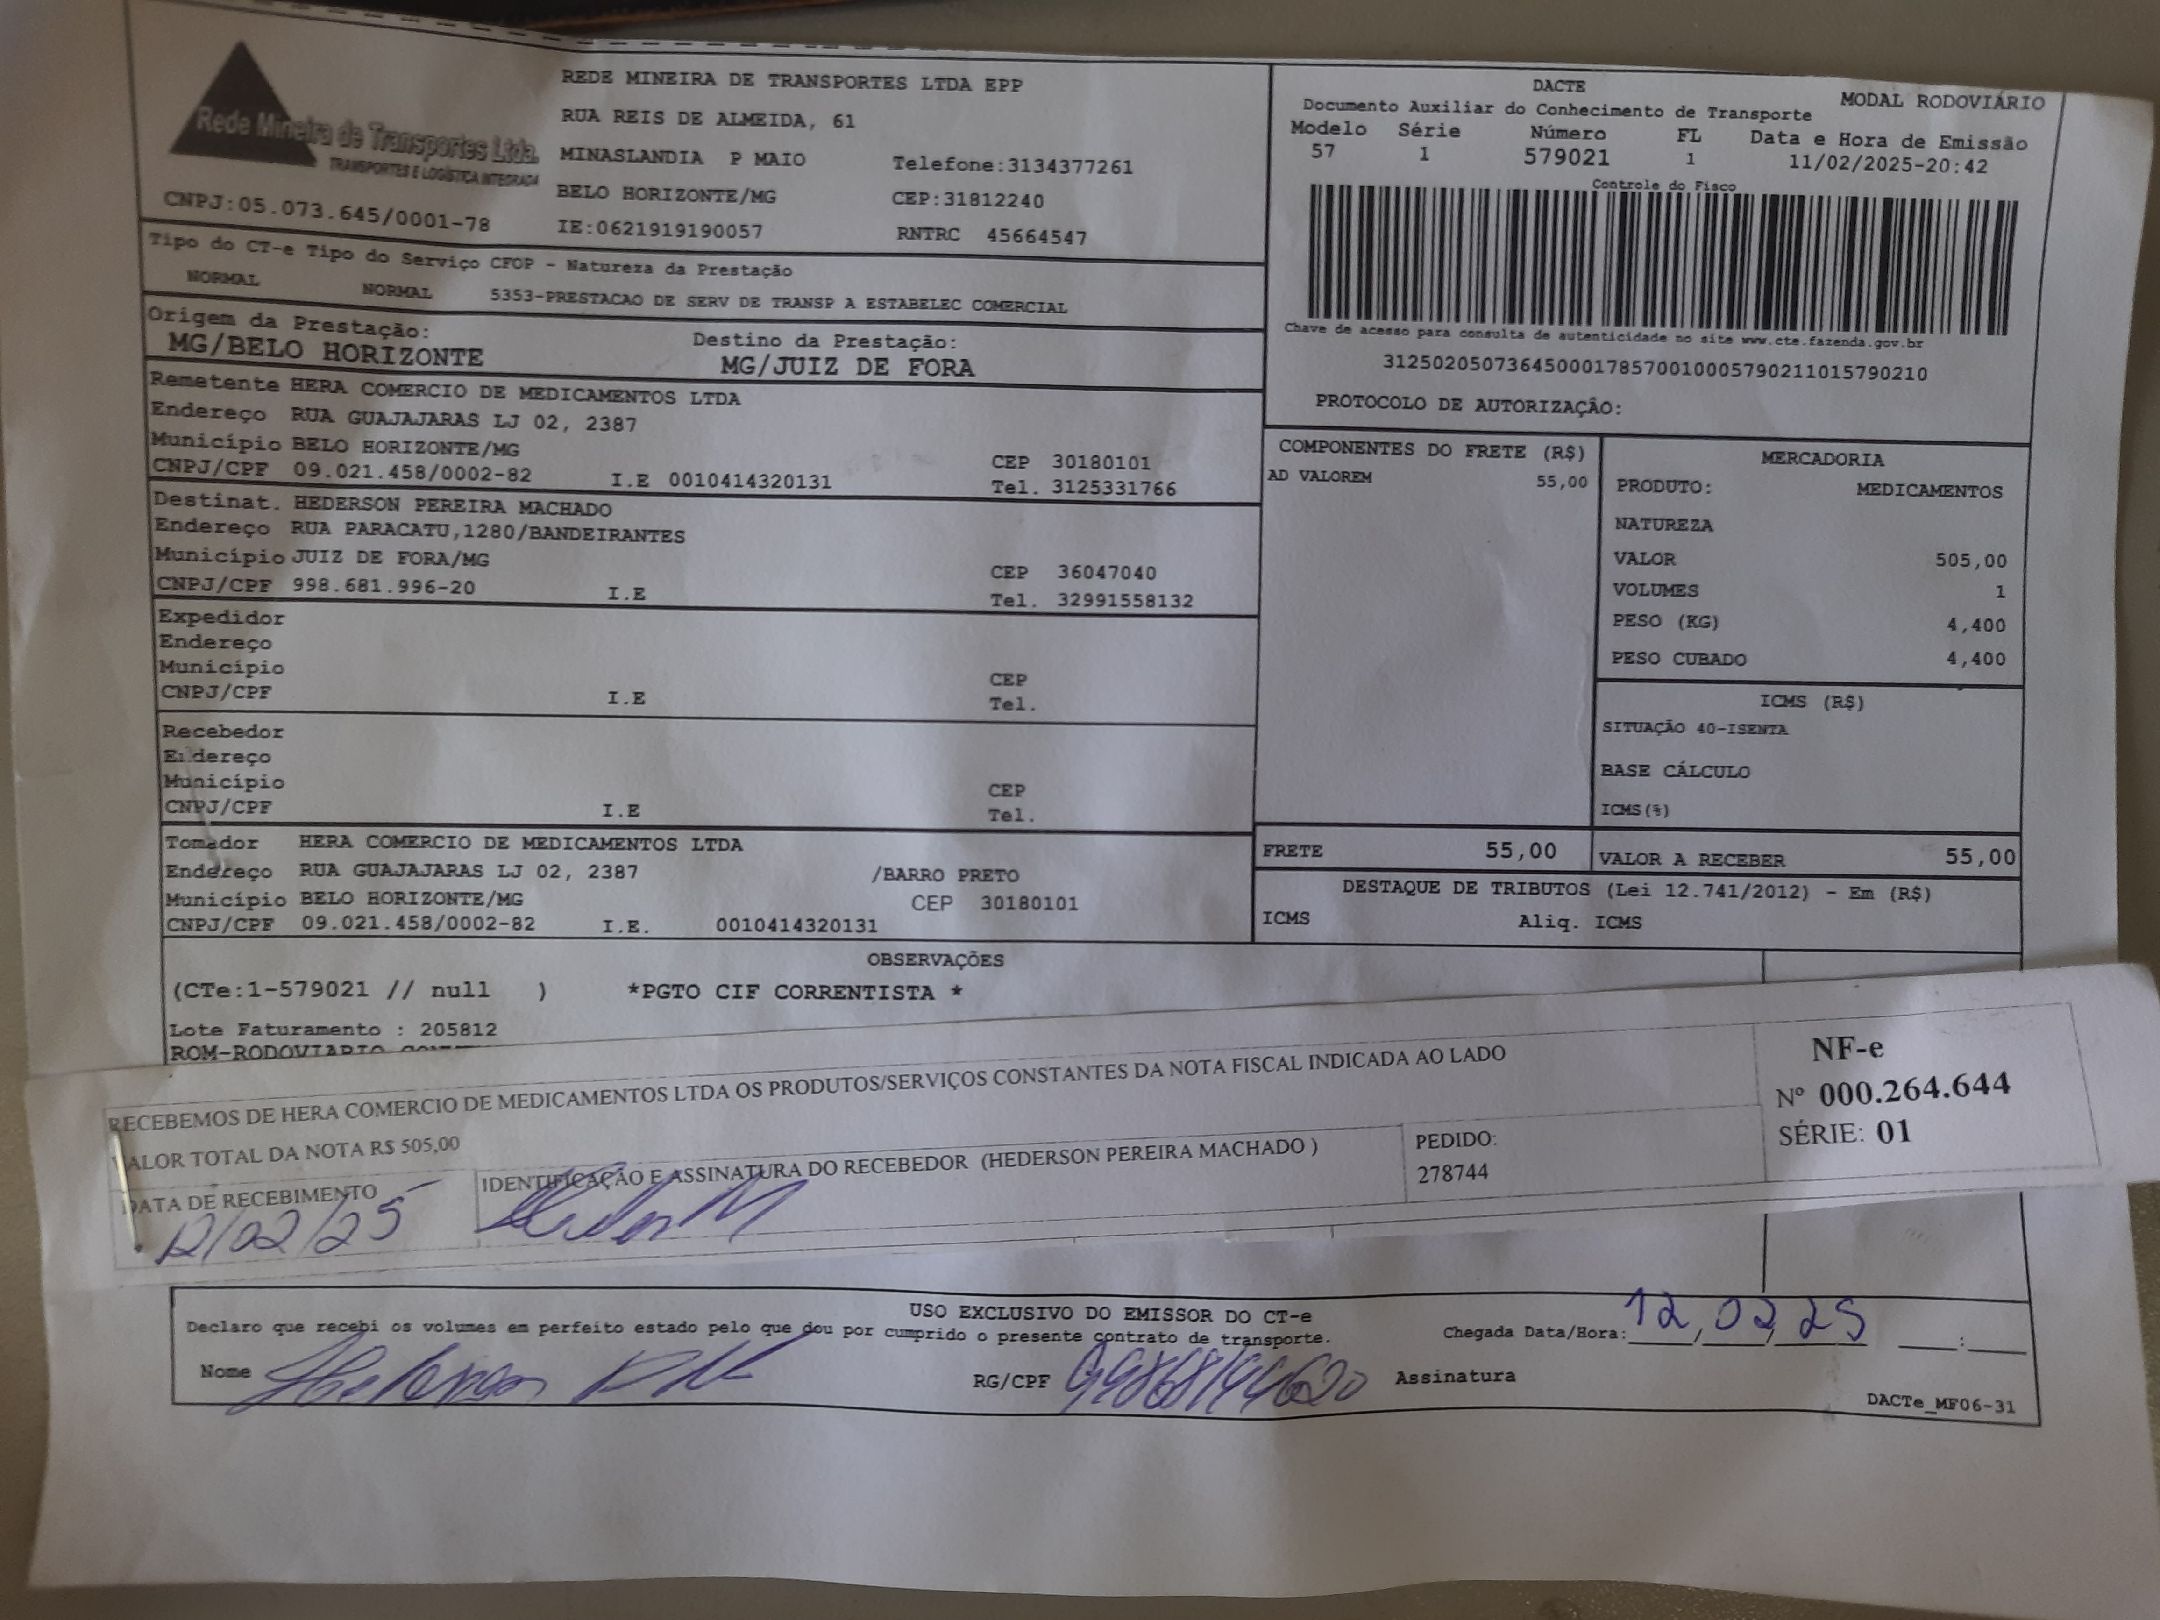 Rede Mineira de Transportes Ltda.
TRANSPORTES E LOGÍSTICA INTEGRADA
CNPJ:05.073.645/0001-78
REDE MINEIRA DE TRANSPORTES LTDA EPP
RUA REIS DE ALMEIDA, 61
MINASLANDIA P MAIO Telefone:3134377261
BELO HORIZONTE/MG CEP:31812240
IE:0621919190057 RNTRC 45664547
DACTE MODAL RODOVIÁRIO
Documento Auxiliar do Conhecimento de Transporte
Modelo Série Número FL Data e Hora de Emissão
57 1 579021 1 11/02/2025-20:42
Controle do Fisco
Chave de acesso para consulta de autenticidade no site www.cte.fazenda.gov.br
31250205073645000178570010005790211015790210
PROTOCOLO DE AUTORIZAÇÃO:
Tipo do CT-e Tipo do Serviço CFOP - Natureza da Prestação
NORMAL NORMAL 5353-PRESTACAO DE SERV DE TRANSP A ESTABELEC COMERCIAL
Origem da Prestação: Destino da Prestação:
MG/BELO HORIZONTE MG/JUIZ DE FORA
Remetente HERA COMERCIO DE MEDICAMENTOS LTDA
Endereço RUA GUAJAJARAS LJ 02, 2387
Município BELO HORIZONTE/MG CEP 30180101
CNPJ/CPF 09.021.458/0002-82 I.E 0010414320131 Tel. 3125331766
Destinat. HEDERSON PEREIRA MACHADO
Endereço RUA PARACATU,1280/BANDEIRANTES
Município JUIZ DE FORA/MG CEP 36047040
CNPJ/CPF 998.681.996-20 I.E Tel. 32991558132
Expedidor
Endereço
Município CEP
CNPJ/CPF I.E Tel.
Recebedor
Endereço
Município CEP
CNPJ/CPF I.E Tel.
Tomador HERA COMERCIO DE MEDICAMENTOS LTDA
Endereço RUA GUAJAJARAS LJ 02, 2387 /BARRO PRETO
Município BELO HORIZONTE/MG CEP 30180101
CNPJ/CPF 09.021.458/0002-82 I.E. 0010414320131
COMPONENTES DO FRETE (R$)
AD VALOREM 55,00
MERCADORIA
PRODUTO: MEDICAMENTOS
NATUREZA
VALOR 505,00
VOLUMES 1
PESO (KG) 4,400
PESO CUBADO 4,400
ICMS (R$)
SITUAÇÃO 40-ISENTA
BASE CÁLCULO
ICMS(%)
FRETE 55,00 VALOR A RECEBER 55,00
DESTAQUE DE TRIBUTOS (Lei 12.741/2012) - Em (R$)
ICMS Aliq. ICMS
OBSERVAÇÕES
(CTe:1-579021 // null ) *PGTO CIF CORRENTISTA *
Lote Faturamento : 205812
ROM-RODOVIARIO
RECEBEMOS DE HERA COMERCIO DE MEDICAMENTOS LTDA OS PRODUTOS/SERVIÇOS CONSTANTES DA NOTA FISCAL INDICADA AO LADO
VALOR TOTAL DA NOTA R$ 505,00
DATA DE RECEBIMENTO
12/02/25
IDENTIFICAÇÃO E ASSINATURA DO RECEBEDOR (HEDERSON PEREIRA MACHADO )
PEDIDO:
278744
NF-e
Nº 000.264.644
SÉRIE: 01
USO EXCLUSIVO DO EMISSOR DO CT-e
Declaro que recebi os volumes em perfeito estado pelo que dou por cumprido o presente contrato de transporte.
Chegada Data/Hora: 12/02/25 :
Nome Hederson RG/CPF 99868199620 Assinatura
DACTe_MF06-31